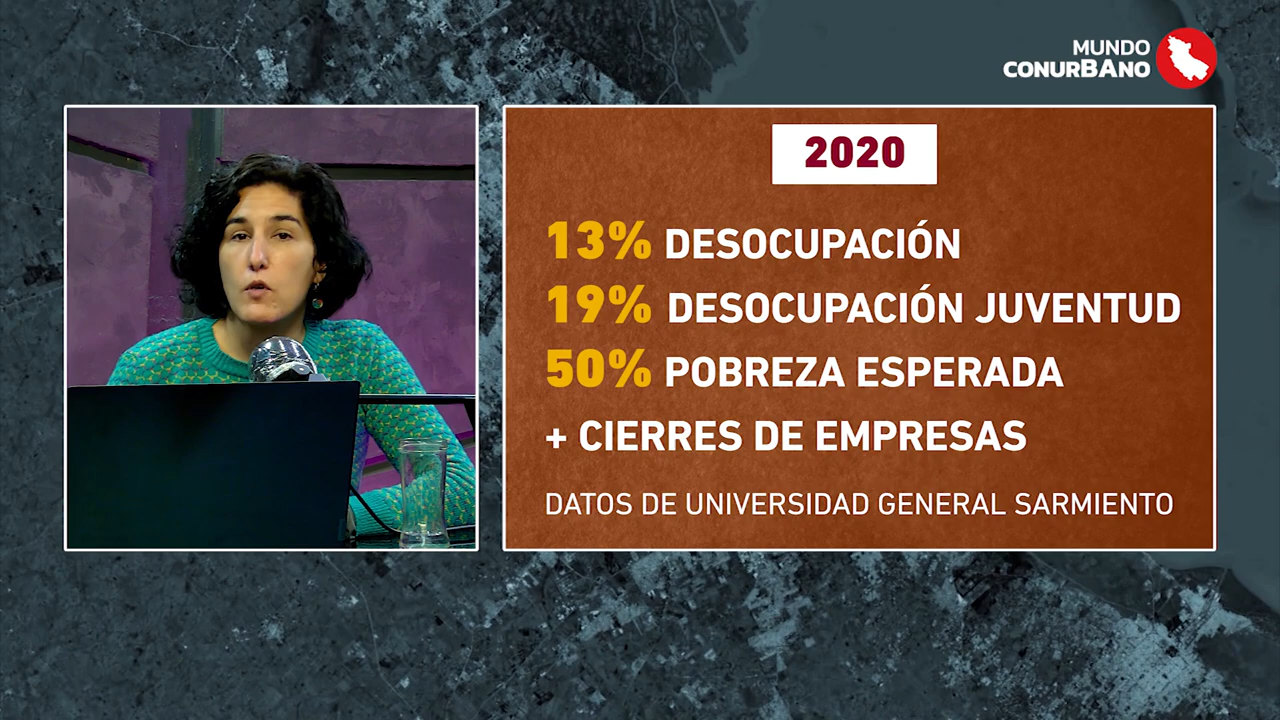 MUNDO
CONURBANO
2020
13% DESOCUPACIÓN
19% DESOCUPACIÓN JUVENTUD
50% POBREZA ESPERADA
+ CIERRES DE EMPRESAS
DATOS DE UNIVERSIDAD GENERAL SARMIENTO